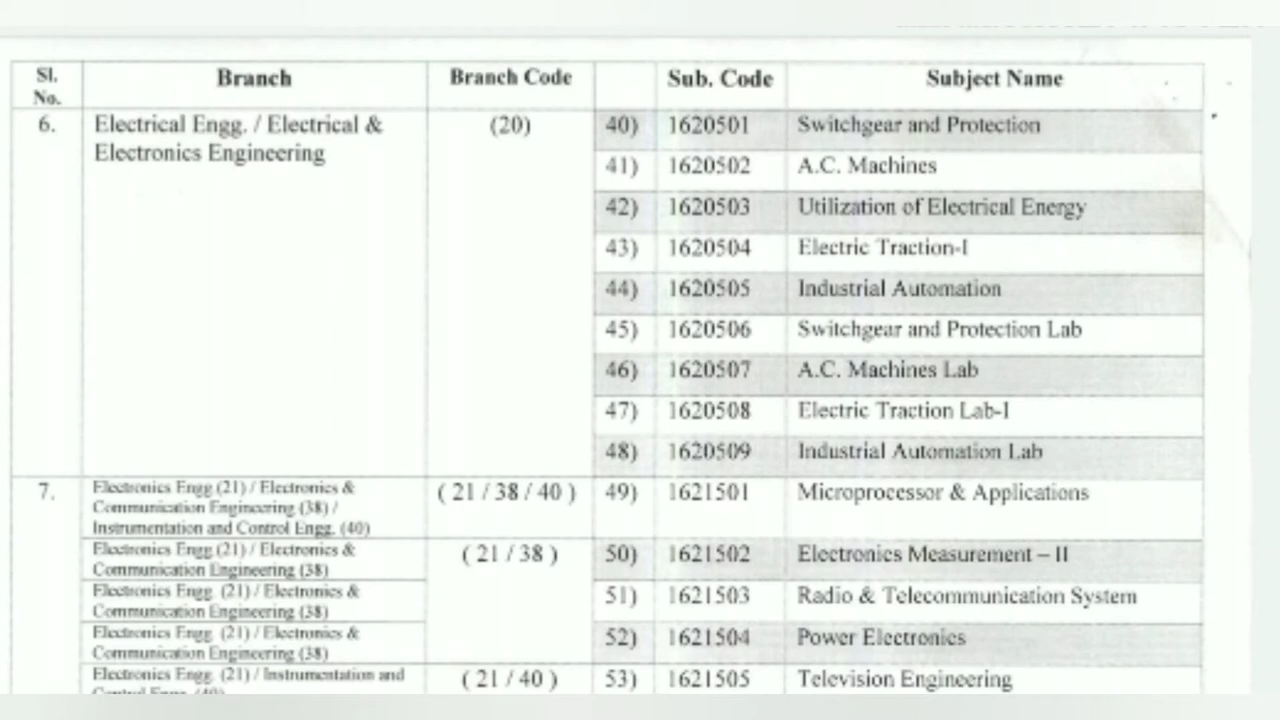 Sl. No. Branch Branch Code Sub. Code Subject Name
6. Electrical Engg. / Electrical & Electronics Engineering (20) 40) 1620501 Switchgear and Protection
41) 1620502 A.C. Machines
42) 1620503 Utilization of Electrical Energy
43) 1620504 Electric Traction-I
44) 1620505 Industrial Automation
45) 1620506 Switchgear and Protection Lab
46) 1620507 A.C. Machines Lab
47) 1620508 Electric Traction Lab-I
48) 1620509 Industrial Automation Lab
7. Electronics Engg (21) / Electronics & Communication Engineering (38) / Instrumentation and Control Engg. (40) ( 21 / 38 / 40 ) 49) 1621501 Microprocessor & Applications
Electronics Engg (21) / Electronics & Communication Engineering (38) ( 21 / 38 ) 50) 1621502 Electronics Measurement – II
Electronics Engg. (21) / Electronics & Communication Engineering (38) 51) 1621503 Radio & Telecommunication System
Electronics Engg. (21) / Electronics & Communication Engineering (38) 52) 1621504 Power Electronics
Electronics Engg. (21) / Instrumentation and ( 21 / 40 ) 53) 1621505 Television Engineering